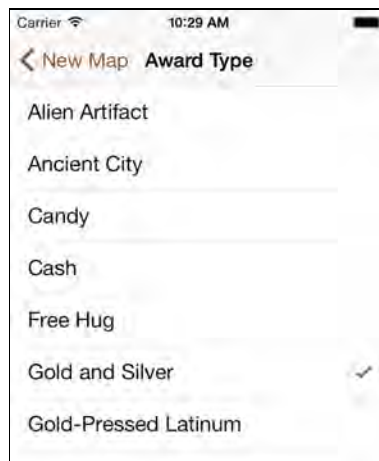 Carrier 10:29 AM
New Map Award Type
Alien Artifact
Ancient City
Candy
Cash
Free Hug
Gold and Silver
Gold-Pressed Latinum